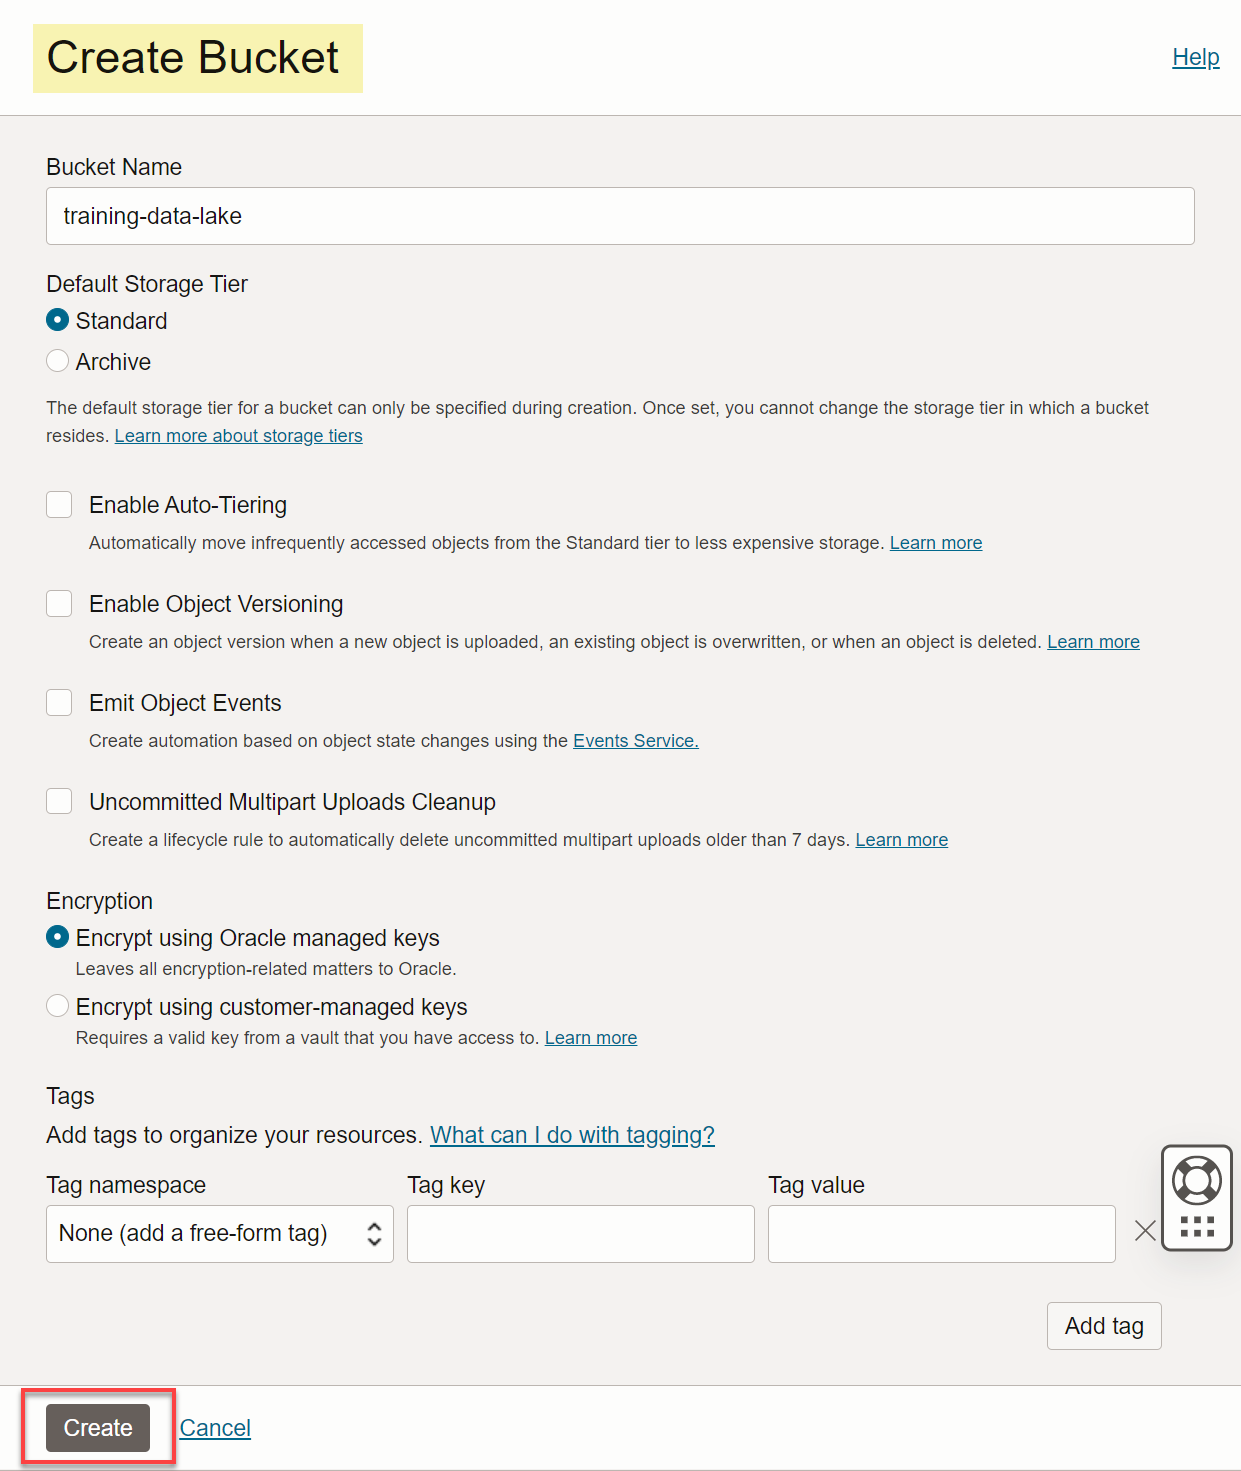 Create Bucket
Help
Bucket Name
training-data-lake
Default Storage Tier
Standard
Archive
The default storage tier for a bucket can only be specified during creation. Once set, you cannot change the storage tier in which a bucket
resides. Learn more about storage tiers
Enable Auto-Tiering
Automatically move infrequently accessed objects from the Standard tier to less expensive storage. Learn more
Enable Object Versioning
Create an object version when a new object is uploaded, an existing object is overwritten, or when an object is deleted. Learn more
Emit Object Events
Create automation based on object state changes using the Events Service.
Uncommitted Multipart Uploads Cleanup
Create a lifecycle rule to automatically delete uncommitted multipart uploads older than 7 days. Learn more
Encryption
Encrypt using Oracle managed keys
Leaves all encryption-related matters to Oracle.
Encrypt using customer-managed keys
Requires a valid key from a vault that you have access to. Learn more
Tags
Add tags to organize your resources. What can I do with tagging?
Tag namespace Tag key Tag value
None (add a free-form tag)
Add tag
Create Cancel